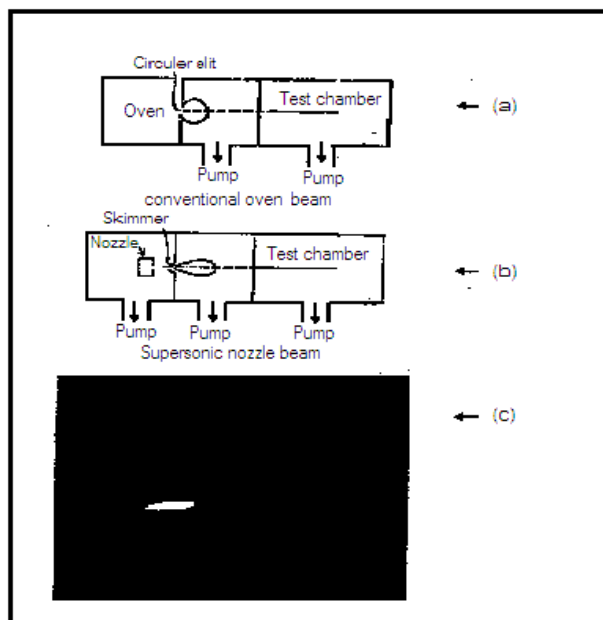 Circuler slit
Oven
Test chamber
(a)
Pump
Pump
conventional oven beam
Skimmer
Nozzle
Test chamber
(b)
Pump
Pump
Pump
Supersonic nozzle beam
(c)